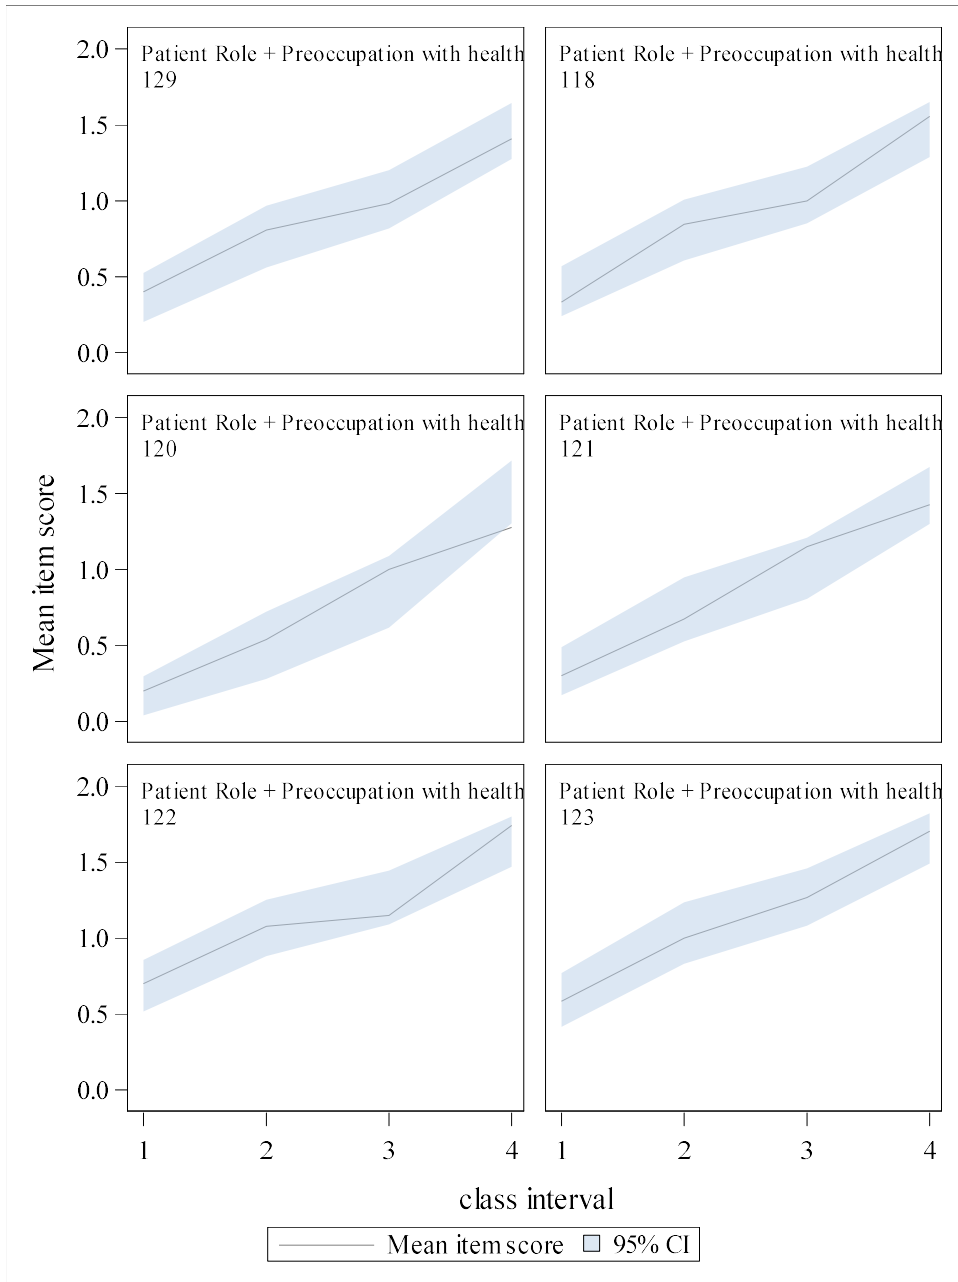 Patient Role + Preoccupation with health
129
Patient Role + Preoccupation with health
118
2.0
1.5
1.0
0.5
0.0
Patient Role + Preoccupation with health
120
Patient Role + Preoccupation with health
121
2.0
1.5
1.0
0.5
0.0
Mean item score
Patient Role + Preoccupation with health
122
Patient Role + Preoccupation with health
123
2.0
1.5
1.0
0.5
0.0
1 2 3 4
1 2 3 4
class interval
Mean item score 95% CI